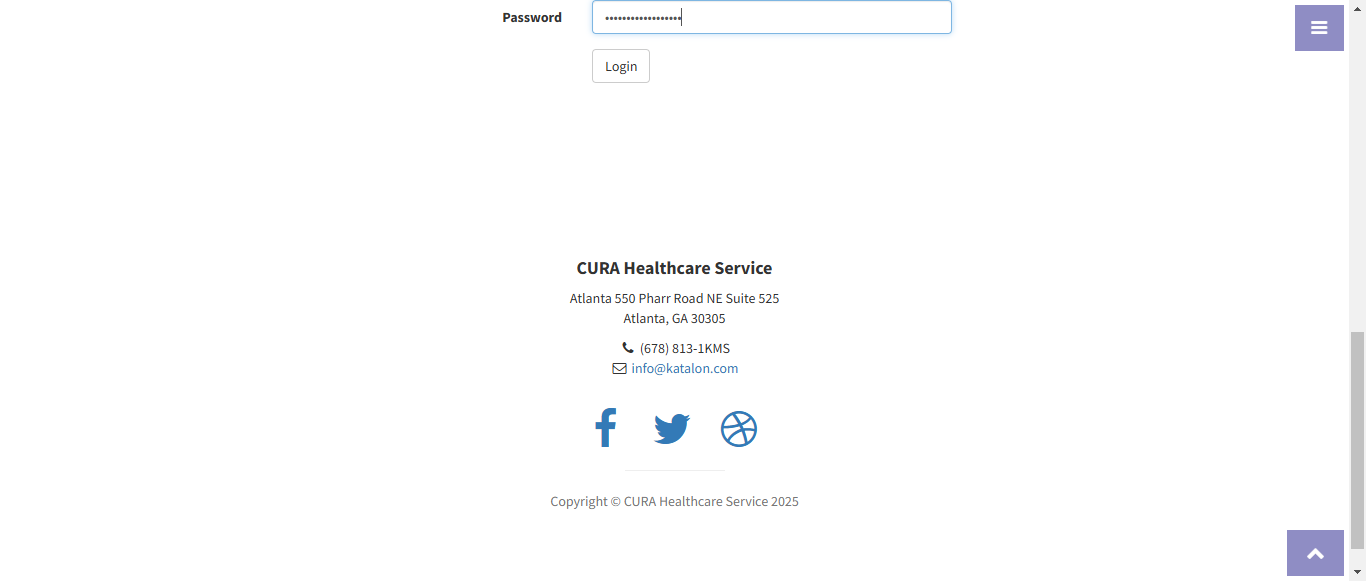 Password
••••••••••••••••••
Login
CURA Healthcare Service
Atlanta 550 Pharr Road NE Suite 525
Atlanta, GA 30305
(678) 813-1KMS
info@katalon.com
Copyright © CURA Healthcare Service 2025